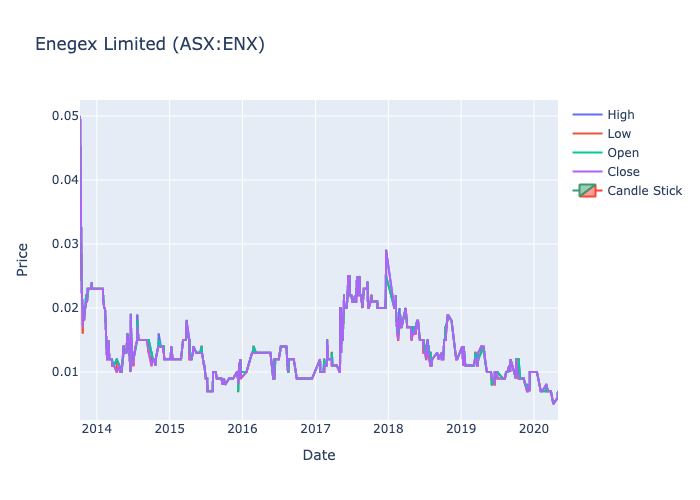 Enegex Limited (ASX:ENX)
0.05
0.04
0.03
0.02
0.01
Price
2014 2015 2016 2017 2018 2019 2020
Date
High
Low
Open
Close
Candle Stick